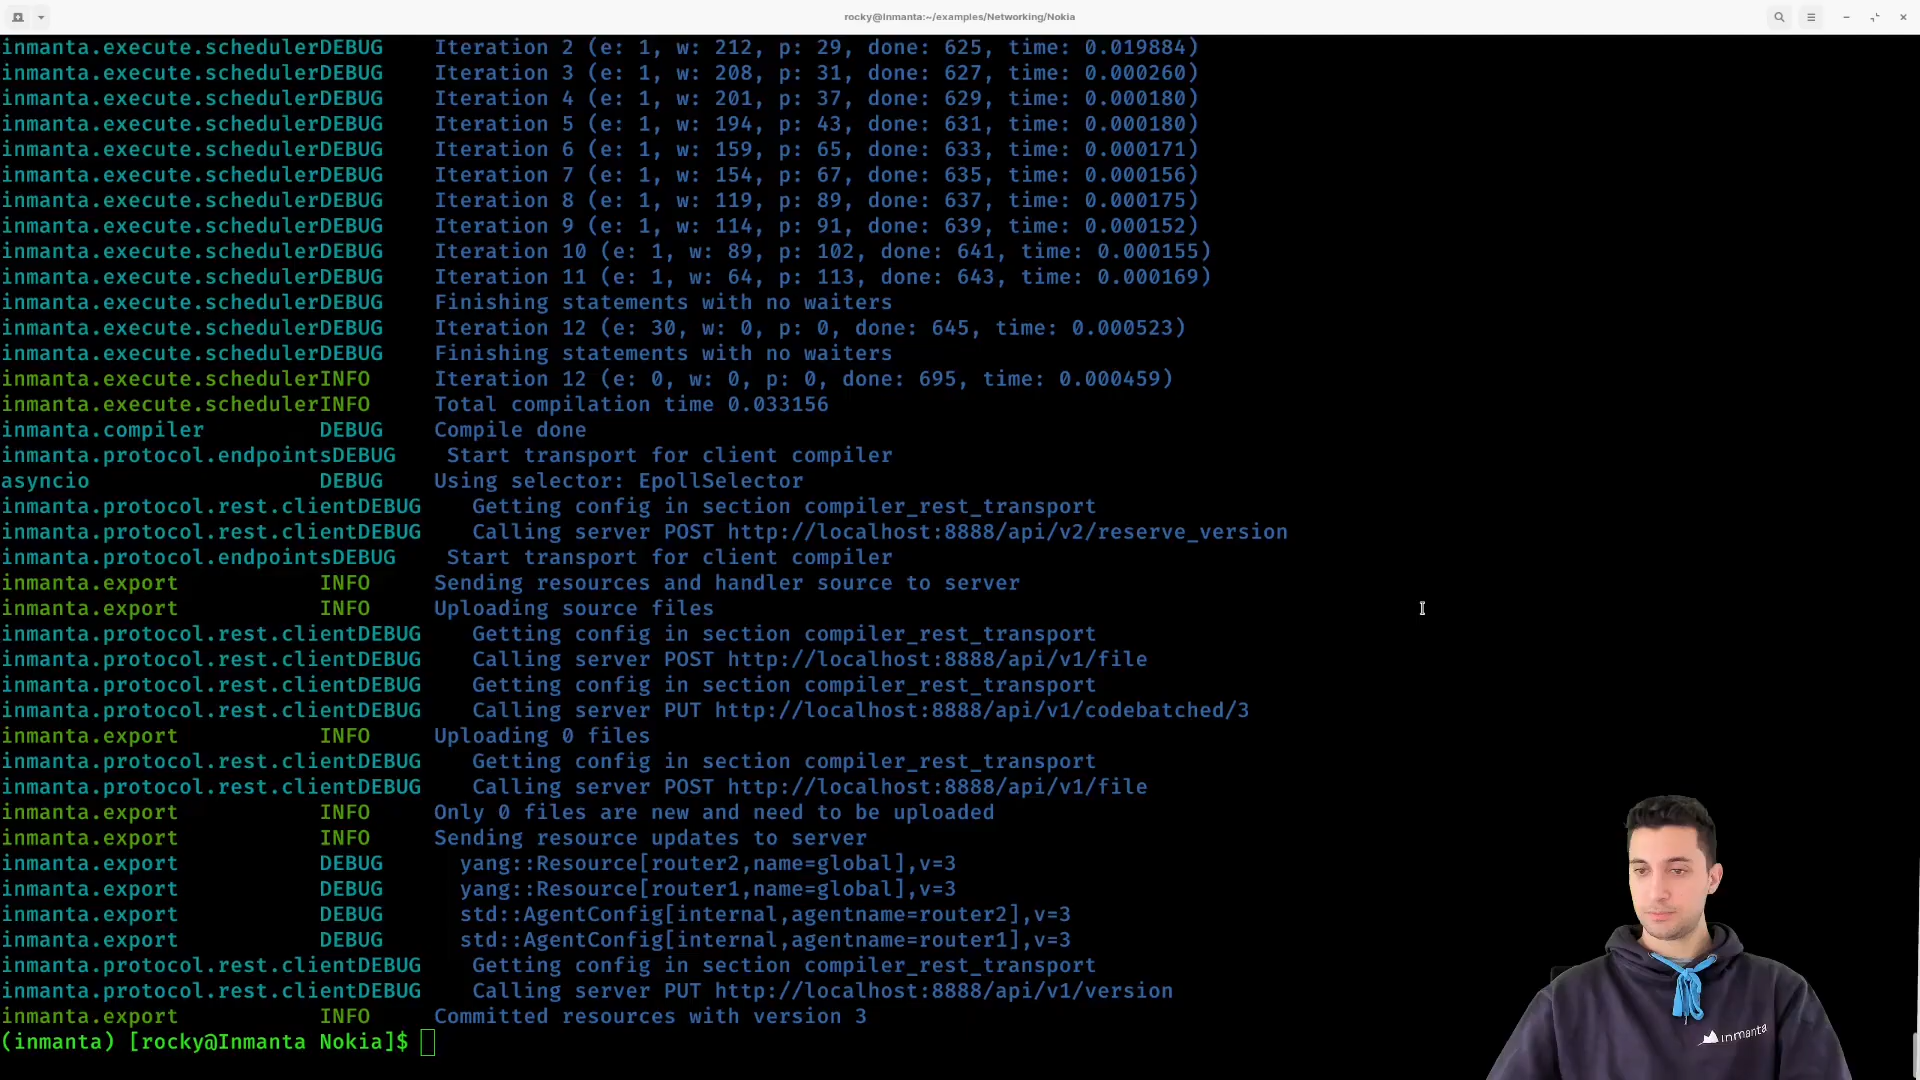 rocky@Inmanta:~/examples/Networking/Nokia
inmanta.execute.schedulerDEBUG    Iteration 2 (e: 1, w: 212, p: 29, done: 625, time: 0.019884)
inmanta.execute.schedulerDEBUG    Iteration 3 (e: 1, w: 208, p: 31, done: 627, time: 0.000260)
inmanta.execute.schedulerDEBUG    Iteration 4 (e: 1, w: 201, p: 37, done: 629, time: 0.000180)
inmanta.execute.schedulerDEBUG    Iteration 5 (e: 1, w: 194, p: 43, done: 631, time: 0.000180)
inmanta.execute.schedulerDEBUG    Iteration 6 (e: 1, w: 159, p: 65, done: 633, time: 0.000171)
inmanta.execute.schedulerDEBUG    Iteration 7 (e: 1, w: 154, p: 67, done: 635, time: 0.000156)
inmanta.execute.schedulerDEBUG    Iteration 8 (e: 1, w: 119, p: 89, done: 637, time: 0.000175)
inmanta.execute.schedulerDEBUG    Iteration 9 (e: 1, w: 114, p: 91, done: 639, time: 0.000152)
inmanta.execute.schedulerDEBUG    Iteration 10 (e: 1, w: 89, p: 102, done: 641, time: 0.000155)
inmanta.execute.schedulerDEBUG    Iteration 11 (e: 1, w: 64, p: 113, done: 643, time: 0.000169)
inmanta.execute.schedulerDEBUG    Finishing statements with no waiters
inmanta.execute.schedulerDEBUG    Iteration 12 (e: 30, w: 0, p: 0, done: 645, time: 0.000523)
inmanta.execute.schedulerDEBUG    Finishing statements with no waiters
inmanta.execute.schedulerINFO     Iteration 12 (e: 0, w: 0, p: 0, done: 695, time: 0.000459)
inmanta.execute.schedulerINFO     Total compilation time 0.033156
inmanta.compiler         DEBUG    Compile done
inmanta.protocol.endpointsDEBUG    Start transport for client compiler
asyncio                  DEBUG    Using selector: EpollSelector
inmanta.protocol.rest.clientDEBUG    Getting config in section compiler_rest_transport
inmanta.protocol.rest.clientDEBUG    Calling server POST http://localhost:8888/api/v2/reserve_version
inmanta.protocol.endpointsDEBUG    Start transport for client compiler
inmanta.export           INFO     Sending resources and handler source to server
inmanta.export           INFO     Uploading source files
inmanta.protocol.rest.clientDEBUG    Getting config in section compiler_rest_transport
inmanta.protocol.rest.clientDEBUG    Calling server POST http://localhost:8888/api/v1/file
inmanta.protocol.rest.clientDEBUG    Getting config in section compiler_rest_transport
inmanta.protocol.rest.clientDEBUG    Calling server PUT http://localhost:8888/api/v1/codebatched/3
inmanta.export           INFO     Uploading 0 files
inmanta.protocol.rest.clientDEBUG    Getting config in section compiler_rest_transport
inmanta.protocol.rest.clientDEBUG    Calling server POST http://localhost:8888/api/v1/file
inmanta.export           INFO     Only 0 files are new and need to be uploaded
inmanta.export           INFO     Sending resource updates to server
inmanta.export           DEBUG      yang::Resource[router2,name=global],v=3
inmanta.export           DEBUG      yang::Resource[router1,name=global],v=3
inmanta.export           DEBUG      std::AgentConfig[internal,agentname=router2],v=3
inmanta.export           DEBUG      std::AgentConfig[internal,agentname=router1],v=3
inmanta.protocol.rest.clientDEBUG    Getting config in section compiler_rest_transport
inmanta.protocol.rest.clientDEBUG    Calling server PUT http://localhost:8888/api/v1/version
inmanta.export           INFO     Committed resources with version 3
(inmanta) [rocky@Inmanta Nokia]$
inmanta